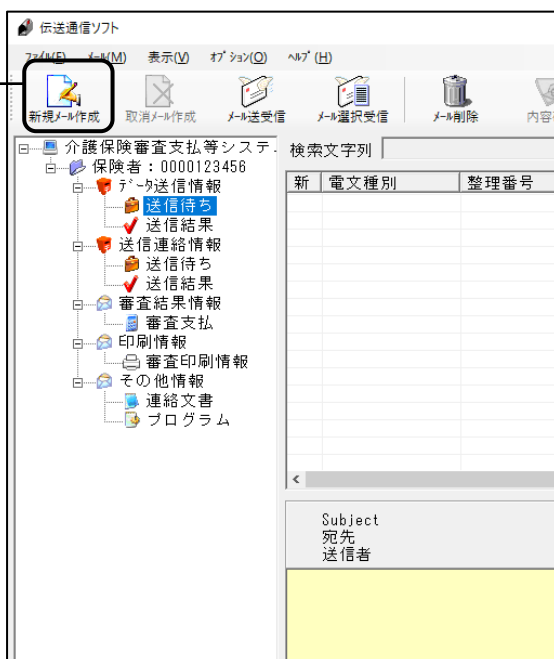 伝送通信ソフト
ﾌｧｲﾙ(F) ﾒｰﾙ(M) 表示(V) ｵﾌﾟｼｮﾝ(O) ﾍﾙﾌﾟ(H)
新規ﾒｰﾙ作成 取消ﾒｰﾙ作成 ﾒｰﾙ送受信 ﾒｰﾙ選択受信 ﾒｰﾙ削除 内容
介護保険審査支払等システ
保険者：0000123456
ﾃﾞｰﾀ送信情報
送信待ち
送信結果
送信連絡情報
送信待ち
送信結果
審査結果情報
審査支払
印刷情報
審査印刷情報
その他情報
連絡文書
プログラム
検索文字列
新 電文種別 整理番号
Subject
宛先
送信者